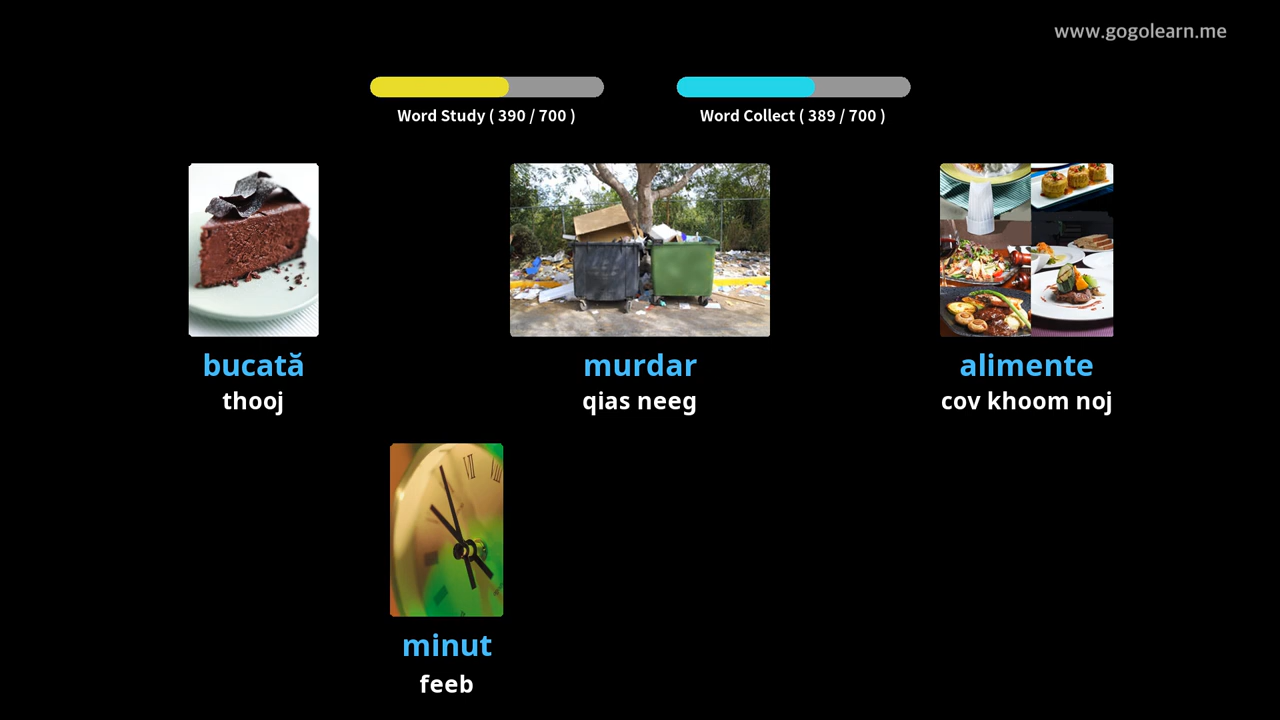 www.gogolearn.me
Word Study ( 390 / 700 )
Word Collect ( 389 / 700 )
bucată
thooj
murdar
qias neeg
alimente
cov khoom noj
minut
feeb